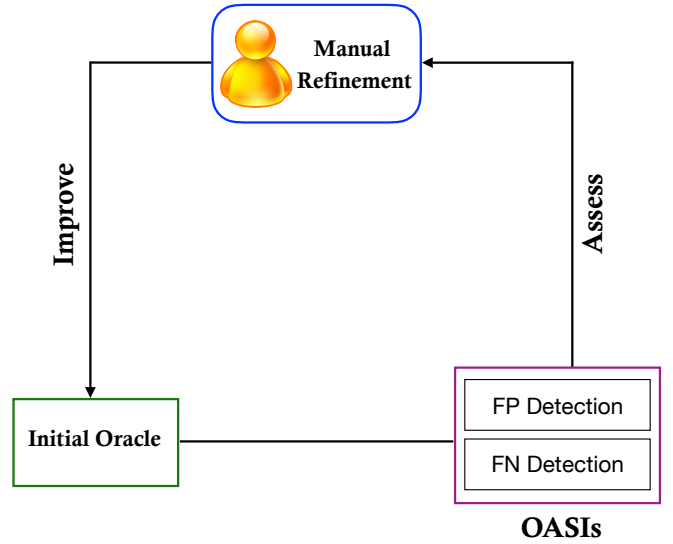 Manual
Refinement
Improve
Assess
Initial Oracle
FP Detection
FN Detection
OASIs